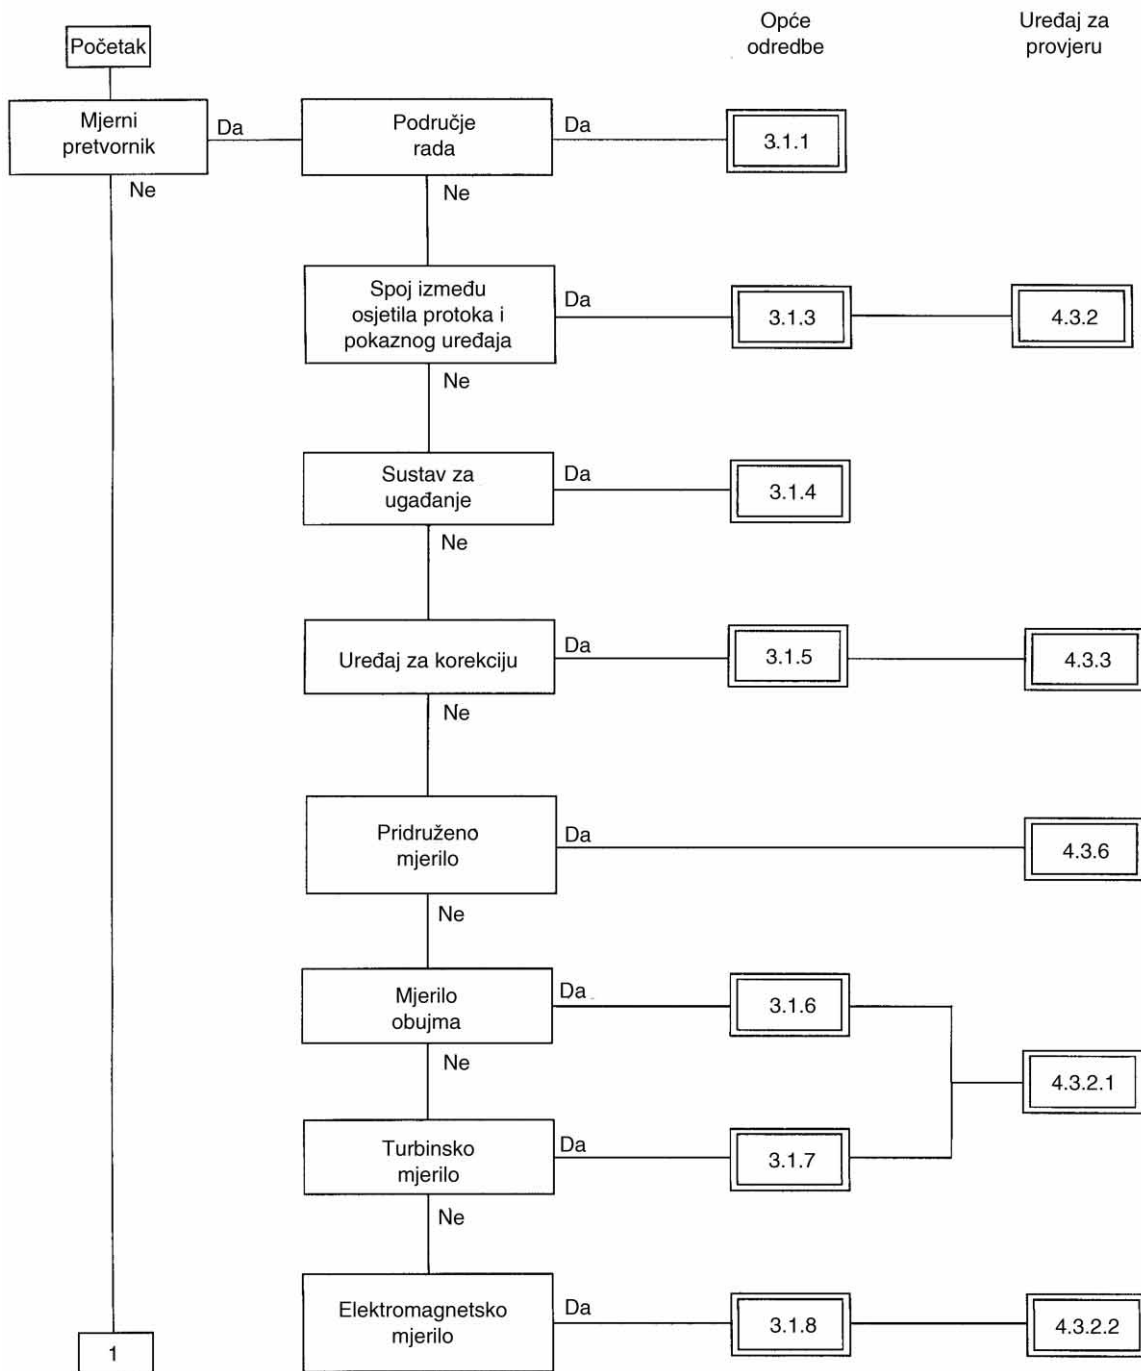 Opće
odredbe
Uređaj za
provjeru
Početak
Mjerni
pretvornik
Da
Ne
Područje
rada
Da
Ne
3.1.1
Spoj između
osjetila protoka i
pokaznog uređaja
Da
Ne
3.1.3
4.3.2
Sustav za
ugađanje
Da
Ne
3.1.4
Uređaj za korekciju
Da
Ne
3.1.5
4.3.3
Pridruženo
mjerilo
Da
Ne
4.3.6
Mjerilo
obujma
Da
Ne
3.1.6
4.3.2.1
Turbinsko
mjerilo
Da
Ne
3.1.7
Elektromagnetsko
mjerilo
Da
3.1.8
4.3.2.2
1